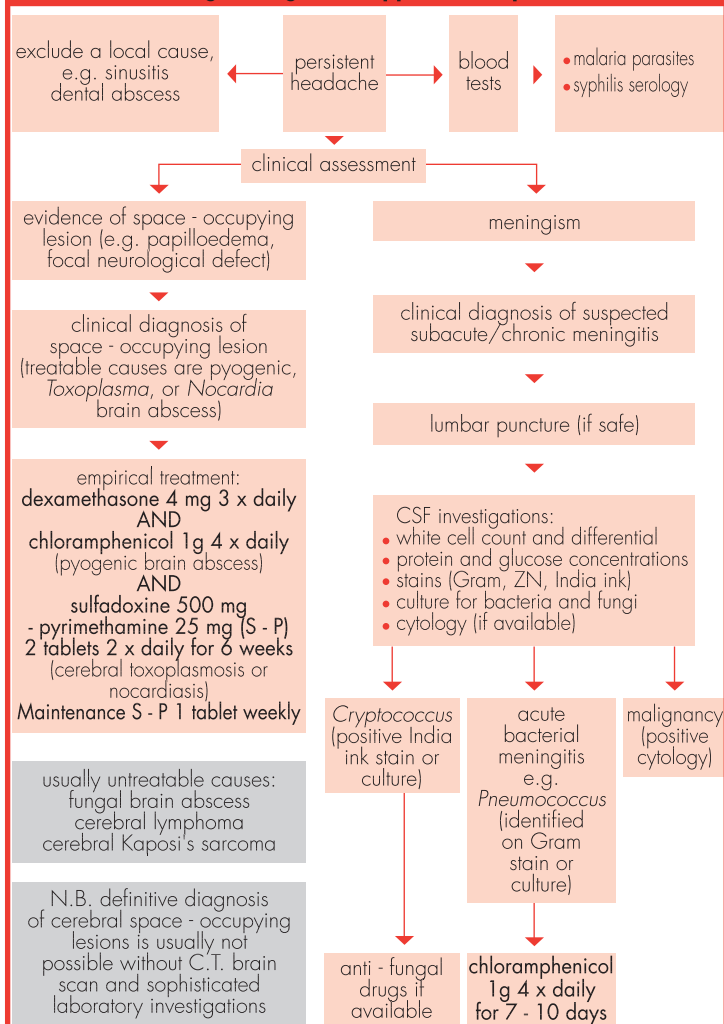 exclude a local cause,
e.g. sinusitis
dental abscess
persistent
headache
blood
tests
• malaria parasites
• syphilis serology
clinical assessment
evidence of space - occupying
lesion (e.g. papilloedema,
focal neurological defect)
clinical diagnosis of
space - occupying lesion
(treatable causes are pyogenic,
Toxoplasma, or Nocardia
brain abscess)
empirical treatment:
dexamethasone 4 mg 3 x daily
AND
chloramphenicol 1g 4 x daily
(pyogenic brain abscess)
AND
sulfadoxine 500 mg
- pyrimethamine 25 mg (S - P)
2 tablets 2 x daily for 6 weeks
(cerebral toxoplasmosis or
nocardiasis)
Maintenance S - P 1 tablet weekly
usually untreatable causes:
fungal brain abscess
cerebral lymphoma
cerebral Kaposi's sarcoma
N.B. definitive diagnosis
of cerebral space - occupying
lesions is usually not
possible without C.T. brain
scan and sophisticated
laboratory investigations
meningism
clinical diagnosis of suspected
subacute/chronic meningitis
lumbar puncture (if safe)
CSF investigations:
• white cell count and differential
• protein and glucose concentrations
• stains (Gram, ZN, India ink)
• culture for bacteria and fungi
• cytology (if available)
Cryptococcus
(positive India
ink stain or
culture)
anti - fungal
drugs if
available
acute
bacterial
meningitis
e.g.
Pneumococcus
(identified
on Gram
stain or
culture)
chloramphenicol
1g 4 x daily
for 7 - 10 days
malignancy
(positive
cytology)